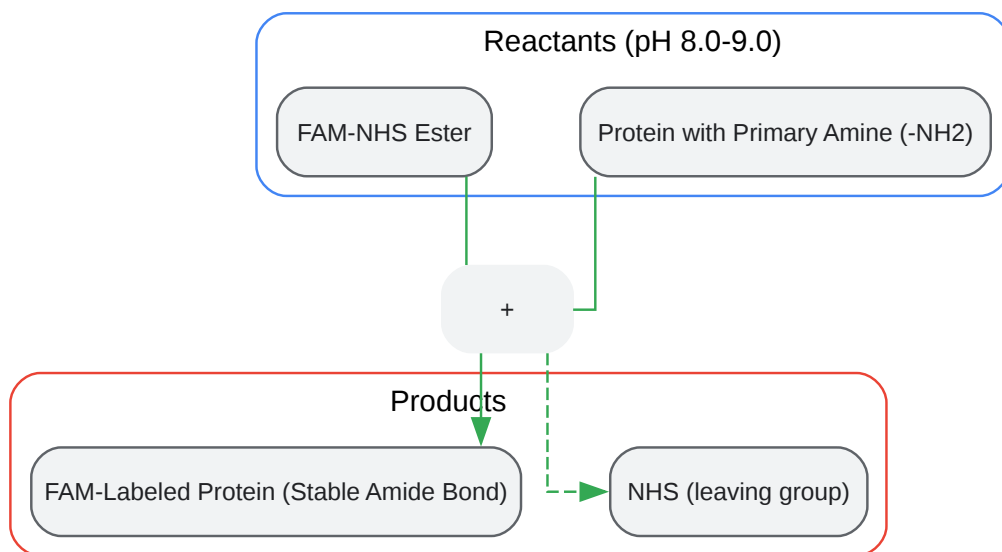 Reactants (pH 8.0-9.0)
FAM-NHS Ester
Protein with Primary Amine (-NH2)
+
Products
FAM-Labeled Protein (Stable Amide Bond)
NHS (leaving group)